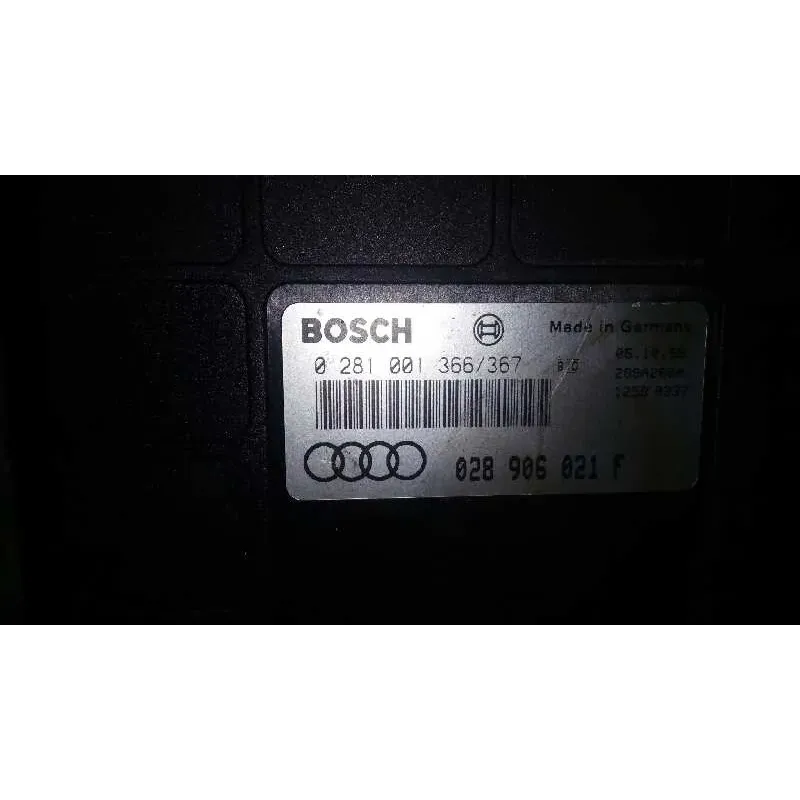 BOSCH
Made in Germany
0 281 001 366/367
028 906 021 F